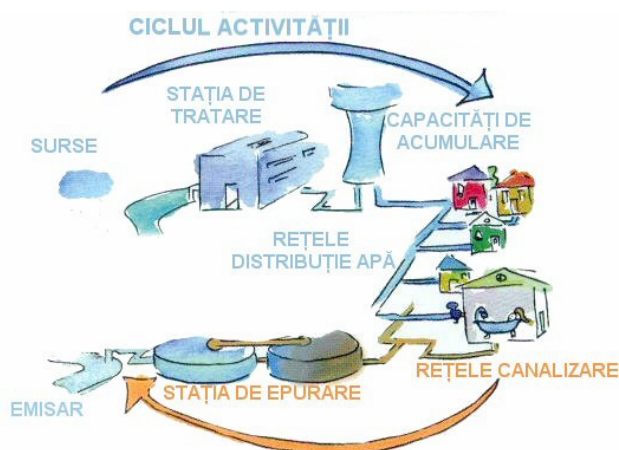 CICLUL ACTIVITĂȚII
STAȚIA DE
TRATARE
CAPACITĂȚI DE
ACUMULARE
SURSE
REȚELE
DISTRIBUȚIE APĂ
REȚELE CANALIZARE
STAȚIA DE EPURARE
EMISAR